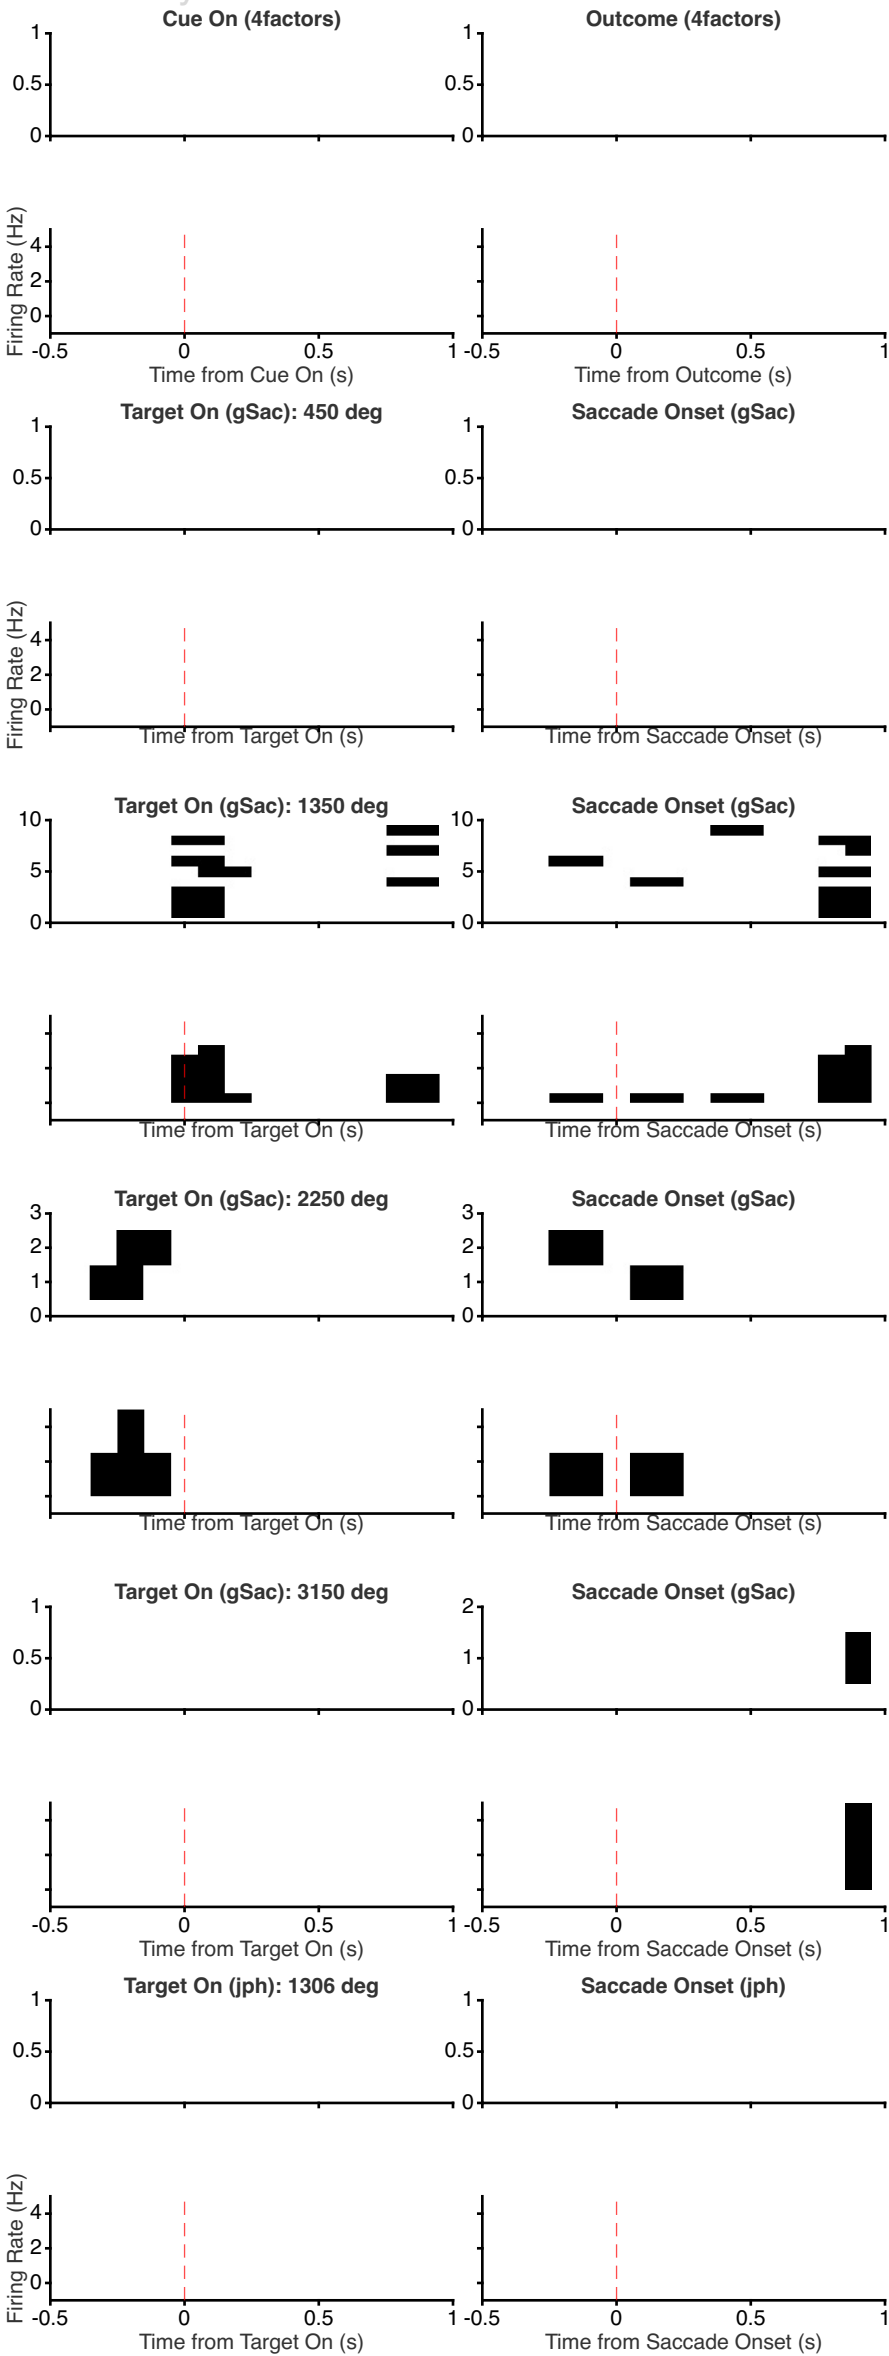 Cue On (4factors) Outcome (4factors)
1 1
0.5 0.5
0 0
Firing Rate (Hz)
4
2
0
-0.5 0 0.5 1 -0.5 0 0.5 1
Time from Cue On (s) Time from Outcome (s)
Target On (gSac): 450 deg Saccade Onset (gSac)
1 1
0.5 0.5
0 0
Firing Rate (Hz)
4
2
0
Time from Target On (s) Time from Saccade Onset (s)
Target On (gSac): 1350 deg Saccade Onset (gSac)
10 10
5 5
0 0
Time from Target On (s) Time from Saccade Onset (s)
Target On (gSac): 2250 deg Saccade Onset (gSac)
3 3
2 2
1 1
0 0
Time from Target On (s) Time from Saccade Onset (s)
Target On (gSac): 3150 deg Saccade Onset (gSac)
1 2
0.5 1
0 0
-0.5 0 0.5 1 -0.5 0 0.5 1
Time from Target On (s) Time from Saccade Onset (s)
Target On (jph): 1306 deg Saccade Onset (jph)
1 1
0.5 0.5
0 0
Firing Rate (Hz)
4
2
0
-0.5 0 0.5 1 -0.5 0 0.5 1
Time from Target On (s) Time from Saccade Onset (s)